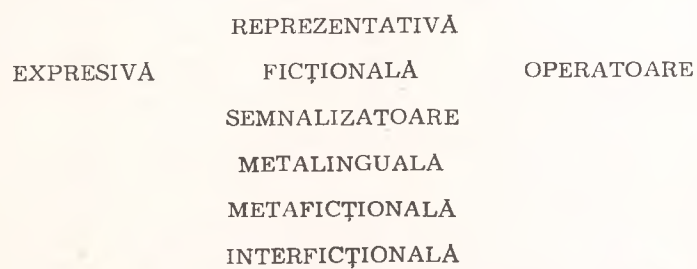 REPREZENTATIVĂ
EXPRESIVĂ FICȚIONALĂ OPERATOARE
SEMNALIZATOARE
METALINGUALĂ
METAFICȚIONALĂ
INTERFICȚIONALĂ